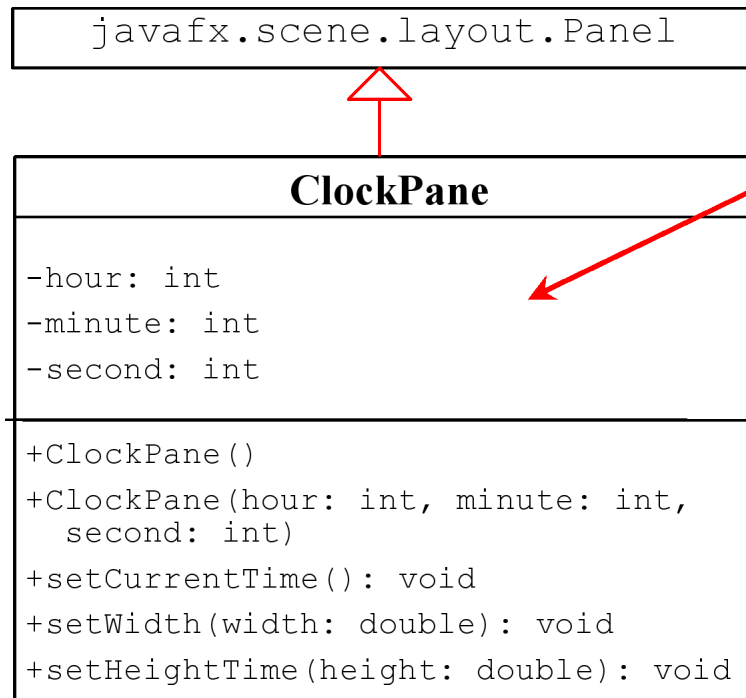 javafx.scene.layout.Panel
ClockPane
-hour: int
-minute: int
-second: int
+ClockPane()
+ClockPane(hour: int, minute: int,
second: int)
+setCurrentTime(): void
+setWidth(width: double): void
+setHeightTime(height: double): void